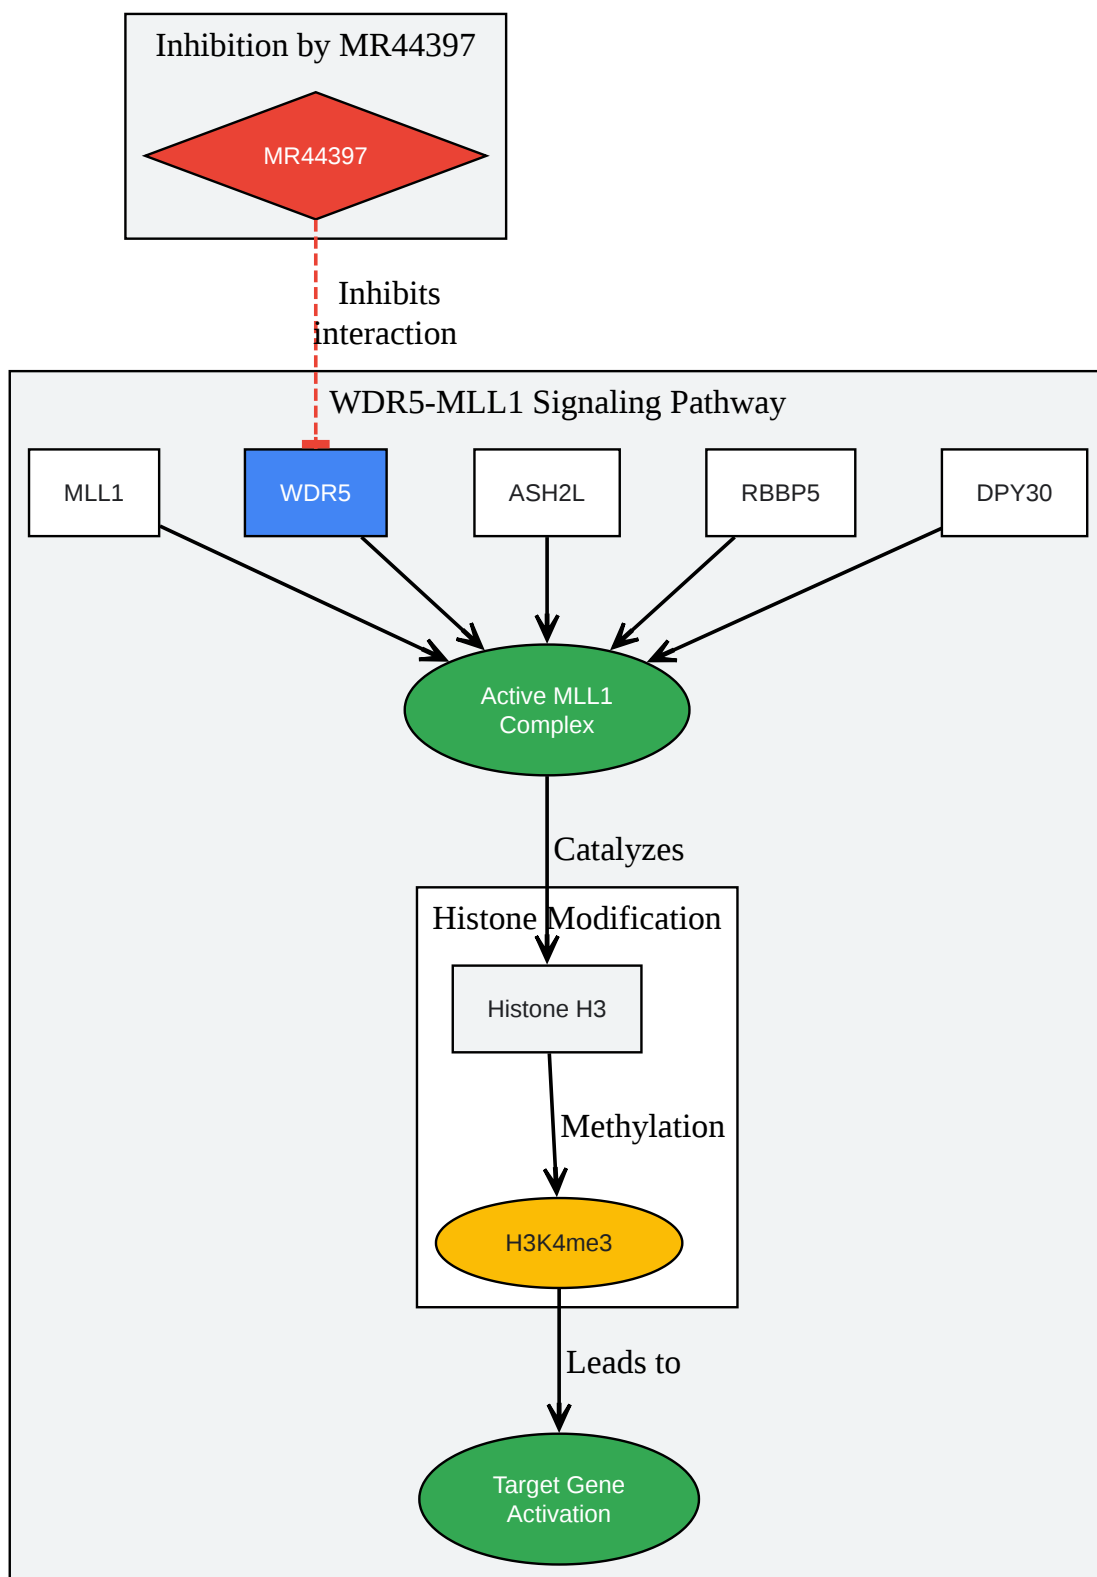 Inhibition by MR44397
MR44397
Inhibits
interaction
WDR5-MLL1 Signaling Pathway
MLL1
WDR5
ASH2L
RBBP5
DPY30
Active MLL1
Complex
Catalyzes
Histone Modification
Histone H3
Methylation
H3K4me3
Leads to
Target Gene
Activation